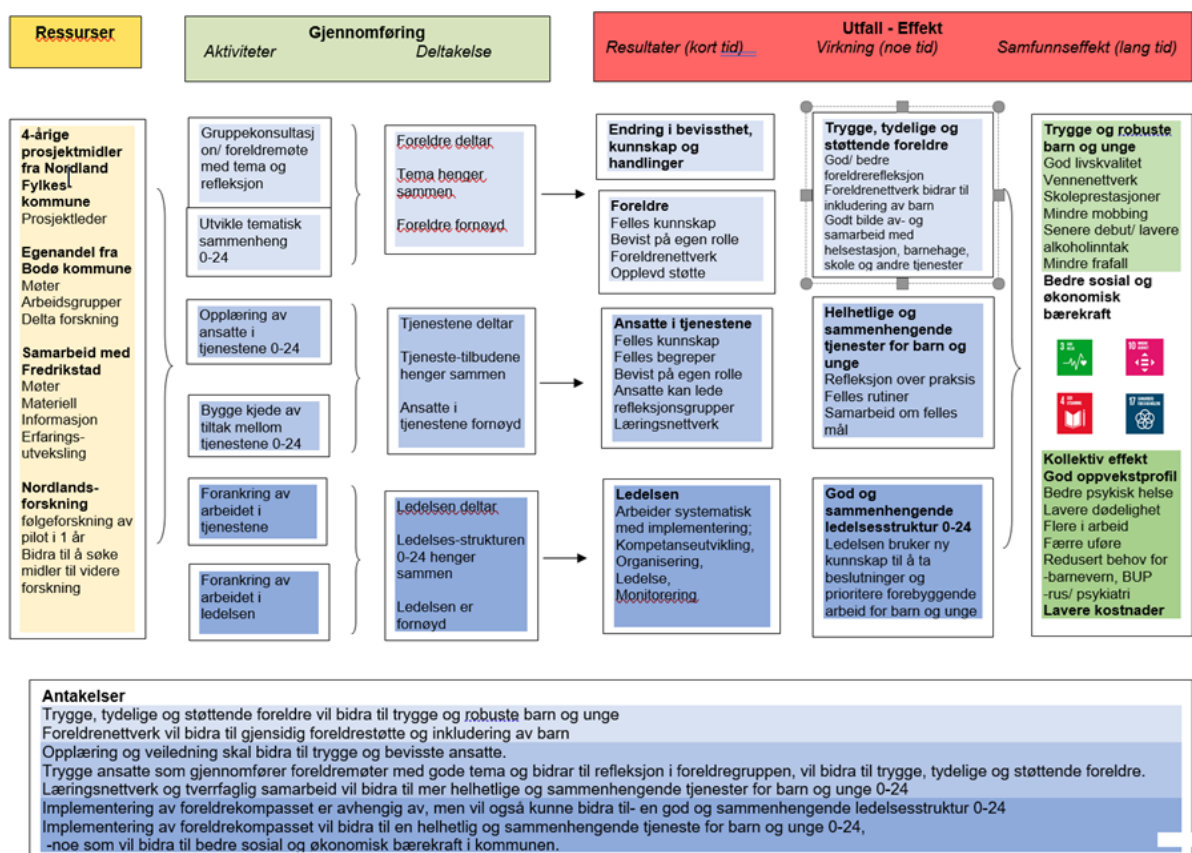 Ressurser
Gjennomføring
Aktiviteter
Deltakelse
Utfall - Effekt
Resultater (kort tid)
Virkning (noe tid)
Samfunnseffekt (lang tid)
4-årige
prosjektmidler
fra Nordland
Fylkes-
kommune
Prosjektleder
Egenandel fra
Bodø kommune
Møter
Arbeidsgrupper
Delta forskning
Samarbeid med
Fredrikstad
Møter
Materiell
Informasjon
Erfarings-
utveksling
Nordlands-
forskning
følgeforskning av
pilot i 1 år
Bidra til å søke
midler til videre
forskning
Gruppekonsultasj
on/ foreldremøte
med tema og
refleksjon
Utvikle tematisk
sammenheng
0-24
Opplæring av
ansatte i
tjenestene 0-24
Bygge kjede av
tiltak mellom
tjenestene 0-24
Forankring av
arbeidet i
tjenestene
Forankring av
arbeidet i
ledelsen
Foreldre deltar
Tema henger
sammen.
Foreldre fornøyd
Tjenestene deltar
Tjeneste-tilbudene
henger sammen
Ansatte i
tjenestene fornøyd
Ledelsen deltar
Ledelses-strukturen
0-24 henger
sammen
Ledelsen er
fornøyd
Endring i bevissthet,
kunnskap og
handlinger
Foreldre
Felles kunnskap
Bevist på egen rolle
Foreldrenettverk
Opplevd støtte
Ansatte i tjenestene
Felles kunnskap
Felles begreper
Bevist på egen rolle
Ansatte kan lede
refleksjonsgrupper
Læringsnettverk
Ledelsen
Arbeider systematisk
med implementering;
Kompetanseutvikling,
Organisering,
Ledelse,
Monitorering
Trygge, tydelige og
støttende foreldre
God/ bedre
foreldrerefleksjon
Foreldrenettverk bidrar til
inkludering av barn
Godt bilde av- og
samarbeid med
helsestasjon, barnehage,
skole og andre tjenester
Helhetlige og
sammenhengende
tjenester for barn og
unge
Refleksjon over praksis
Felles rutiner
Samarbeid om felles
mål
God og
sammenhengende
ledelsesstruktur 0-24
Ledelsen bruker ny
kunnskap til å ta
beslutninger og
prioritere forebyggende
arbeid for barn og unge
Trygge og robuste
barn og unge
God livskvalitet
Vennenettverk
Skoleprestasjoner
Mindre mobbing
Senere debut/ lavere
alkoholinntak
Mindre frafall
Bedre sosial og
økonomisk
bærekraft
3
10
4
17
Kollektiv effekt
God oppvekstprofil
Bedre psykisk helse
Lavere dødelighet
Flere i arbeid
Færre uføre
Redusert behov for
-barnevern, BUP
-rus/ psykiatri
Lavere kostnader
Antakelser
Trygge, tydelige og støttende foreldre vil bidra til trygge og robuste barn og unge
Foreldrenettverk vil bidra til gjensidig foreldrestøtte og inkludering av barn
Opplæring og veiledning skal bidra til trygge og bevisste ansatte.
Trygge ansatte som gjennomfører foreldremøter med gode tema og bidrar til refleksjon i foreldregruppen, vil bidra til trygge, tydelige og støttende foreldre.
Læringsnettverk og tverrfaglig samarbeid vil bidra til mer helhetlige og sammenhengende tjenester for barn og unge 0-24
Implementering av foreldrekompasset er avhengig av, men vil også kunne bidra til- en god og sammenhengende ledelsesstruktur 0-24
Implementering av foreldrekompasset vil bidra til en helhetlig og sammenhengende tjeneste for barn og unge 0-24,
-noe som vil bidra til bedre sosial og økonomisk bærekraft i kommunen.